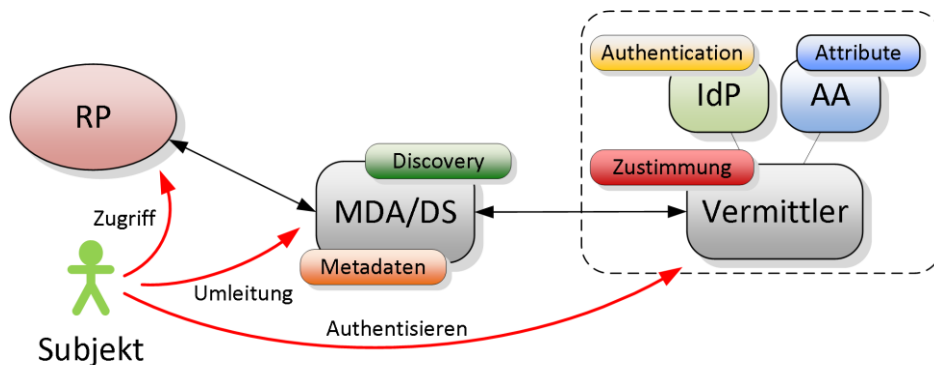 Authentication
Attribute
RP
IdP
AA
Discovery
Zustimmung
MDA/DS
Vermittler
Zugriff
Metadaten
Umleitung
Authentisieren
Subjekt